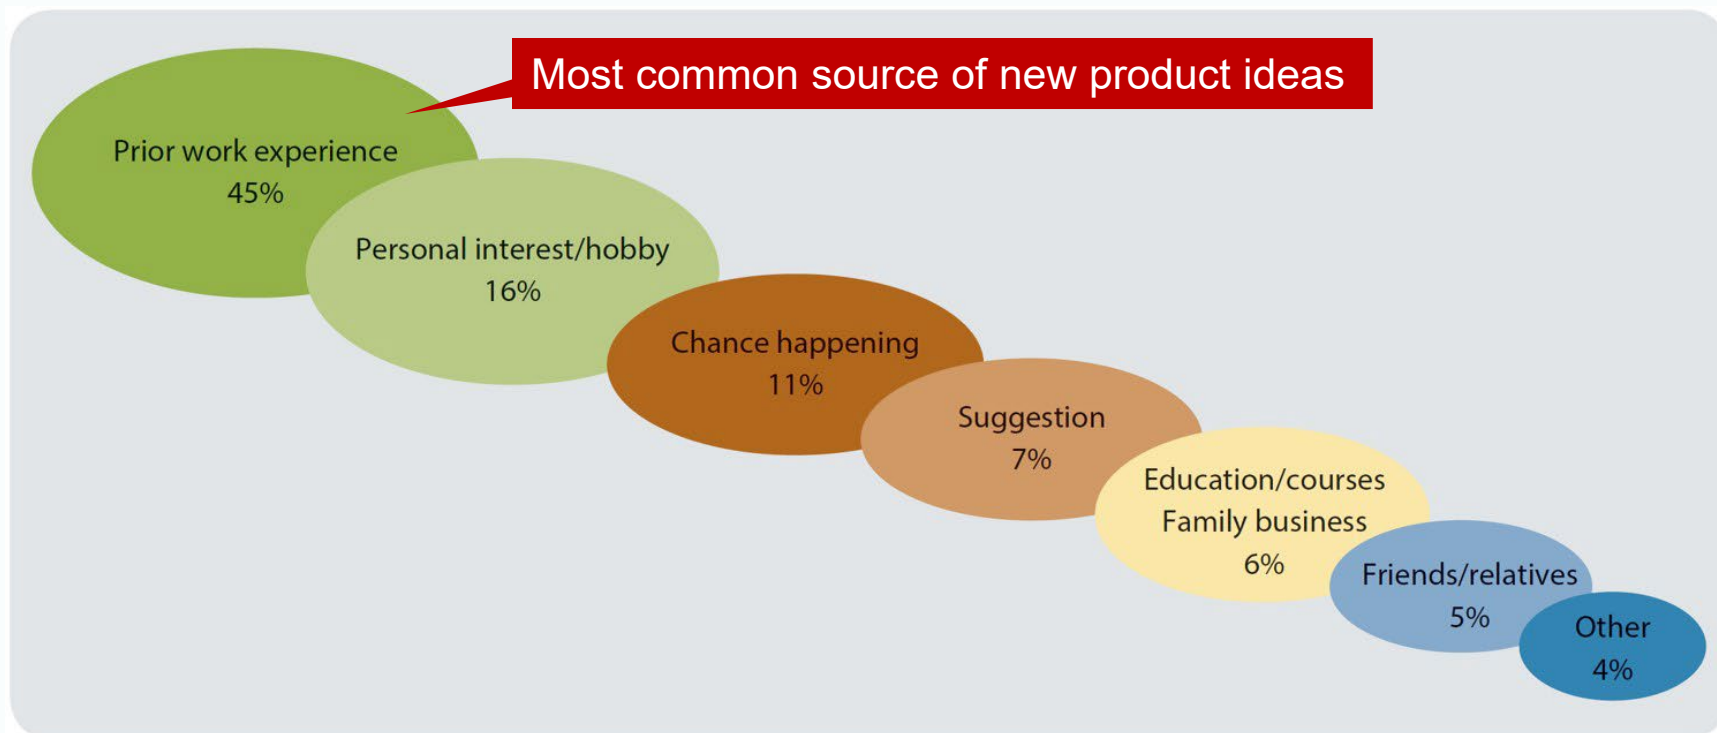 Most common source of new product ideas
Prior work experience
45%
Personal interest/hobby
16%
Chance happening
11%
Suggestion
7%
Education/courses
Family business
6%
Friends/relatives
5%
Other
4%